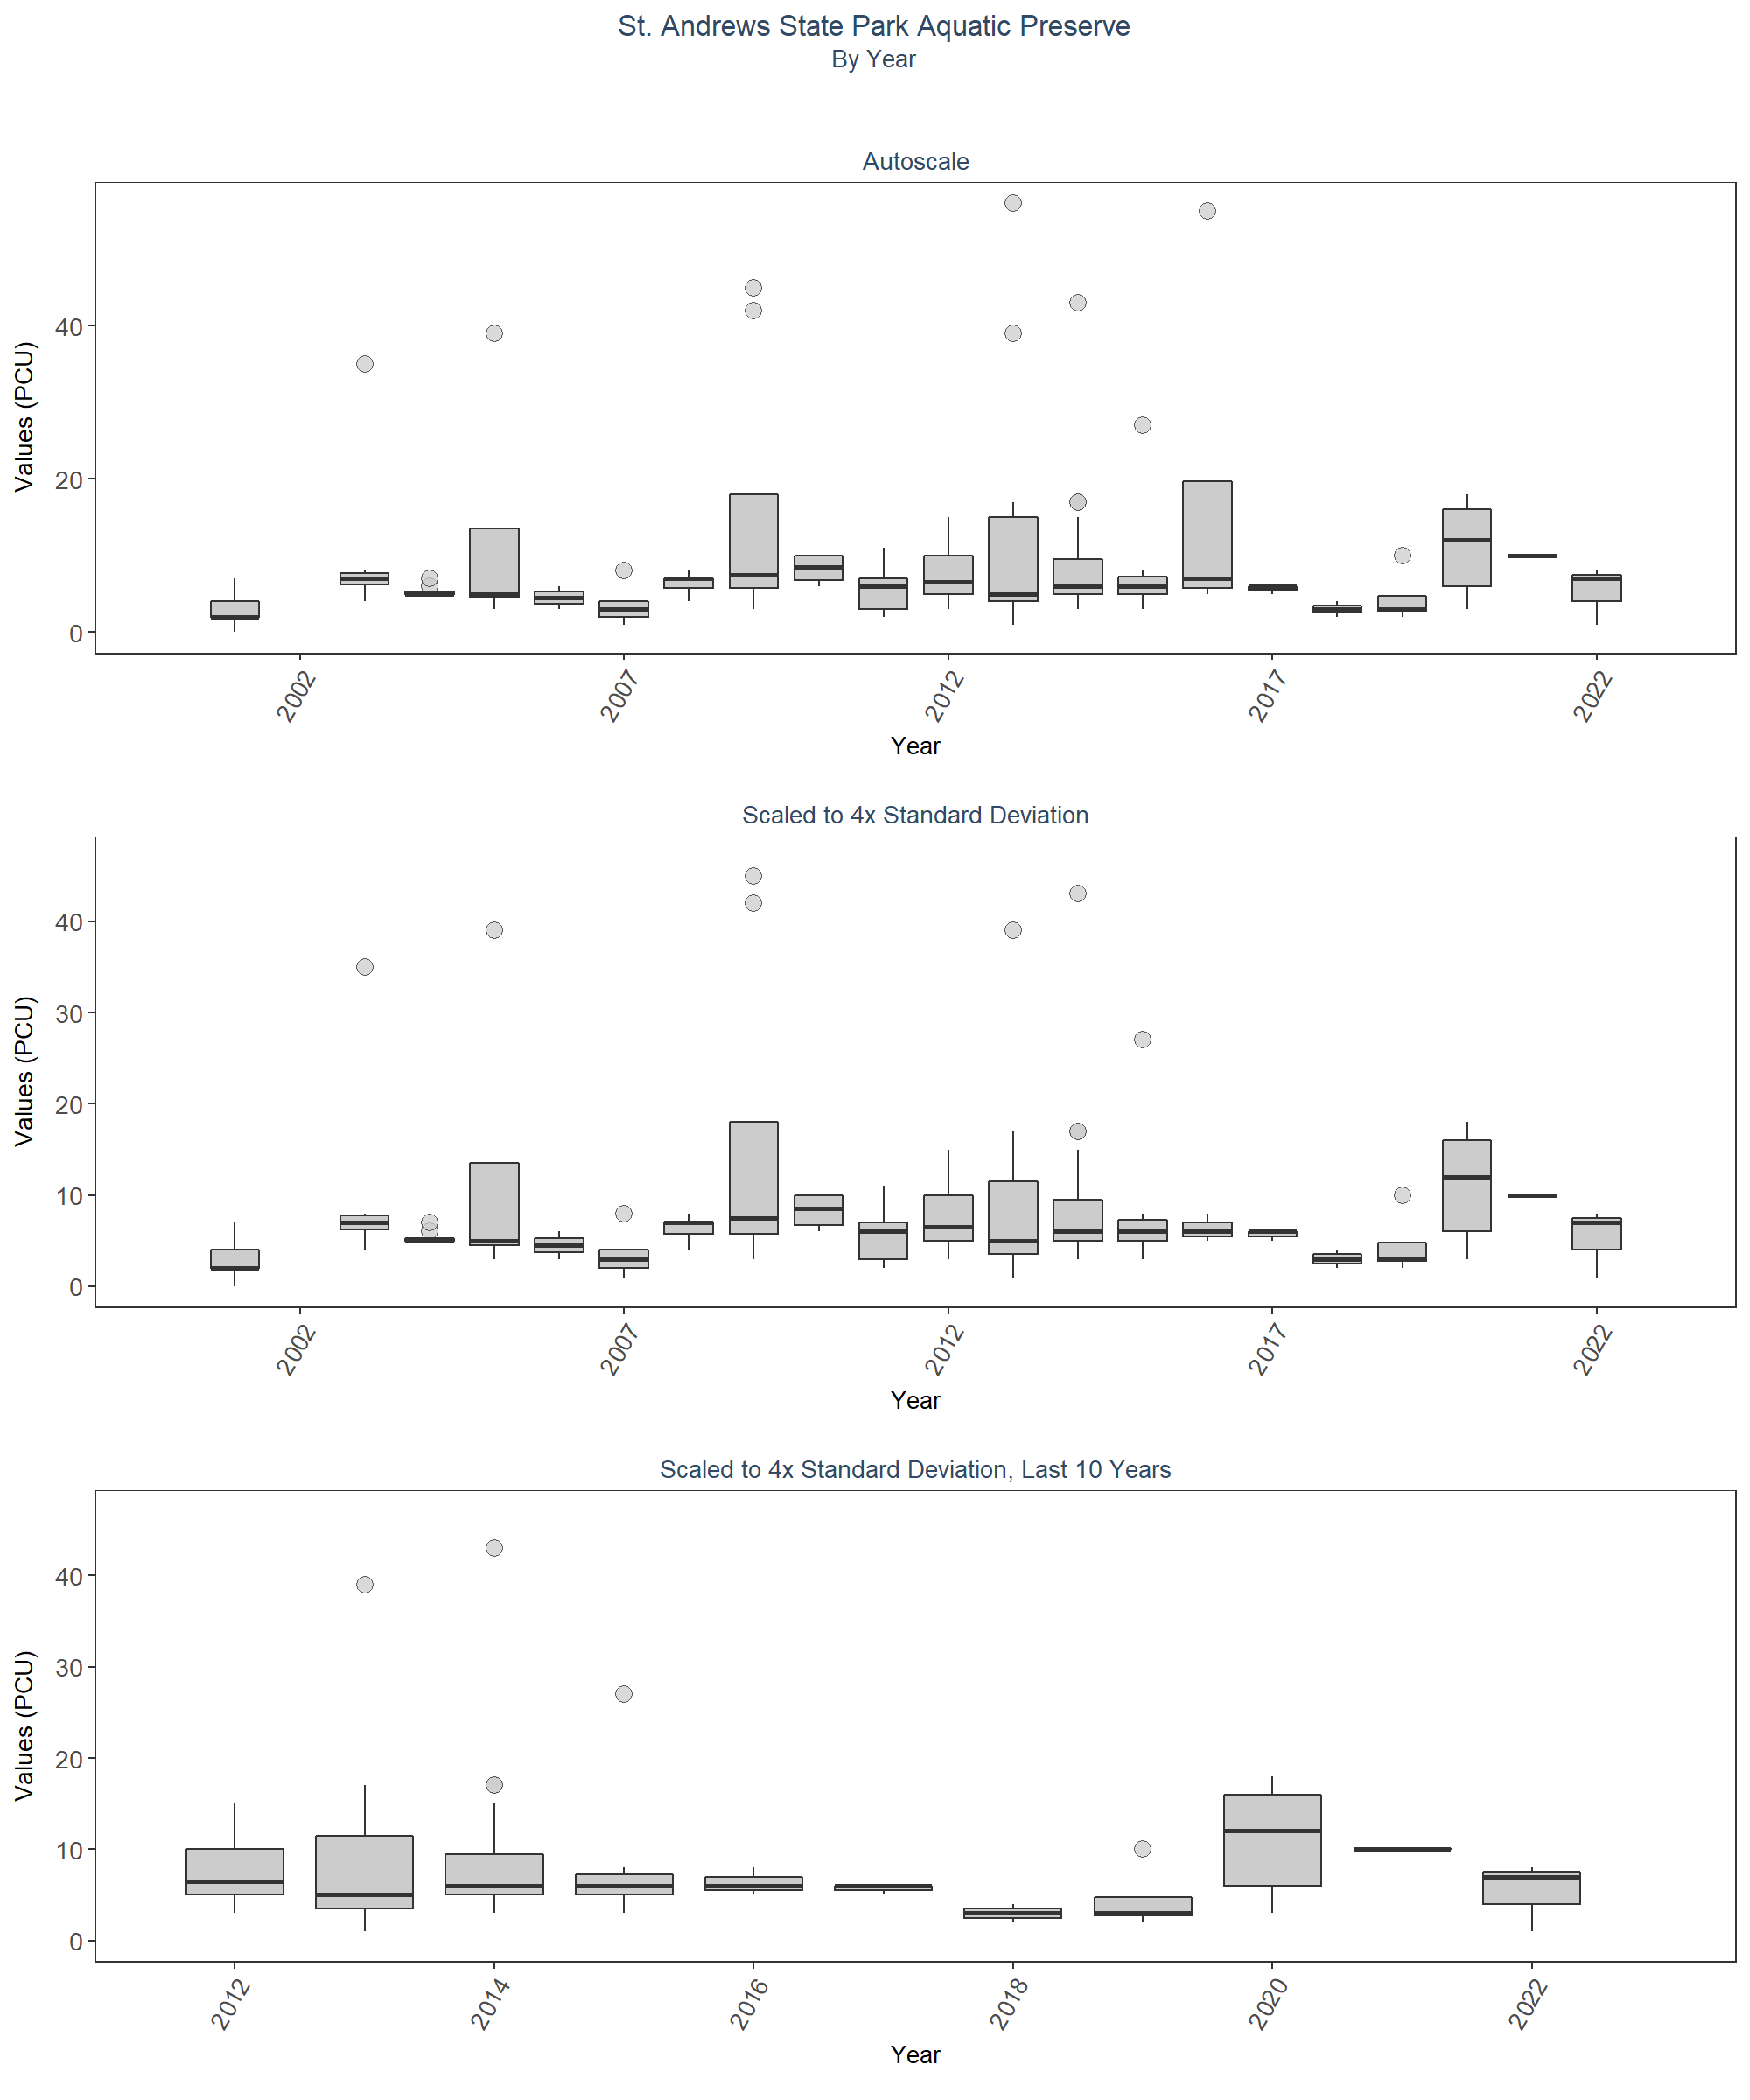 St. Andrews State Park Aquatic Preserve
By Year
Autoscale
Values (PCU)
40
20
0
2002
2007
2012
2017
2022
Year
Scaled to 4x Standard Deviation
Values (PCU)
40
30
20
10
0
2002
2007
2012
2017
2022
Year
Scaled to 4x Standard Deviation, Last 10 Years
Values (PCU)
40
30
20
10
0
2012
2014
2016
2018
2020
2022
Year